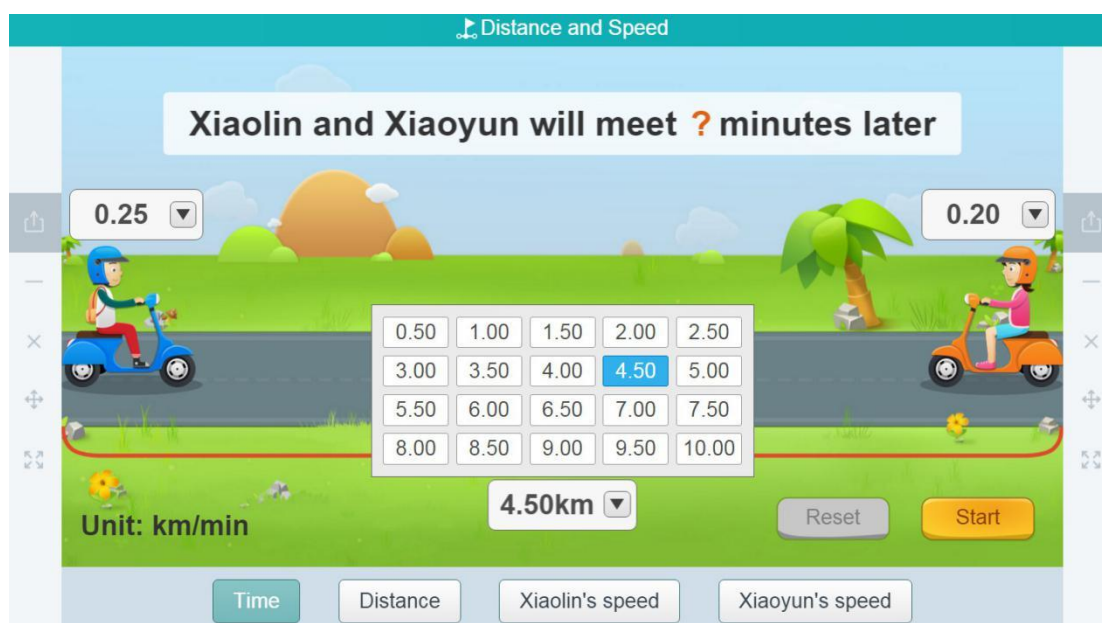 Distance and Speed
Xiaolin and Xiaoyun will meet ? minutes later
0.25
0.20
0.50 1.00 1.50 2.00 2.50
3.00 3.50 4.00 4.50 5.00
5.50 6.00 6.50 7.00 7.50
8.00 8.50 9.00 9.50 10.00
4.50km
Unit: km/min
Reset
Start
Time
Distance
Xiaolin's speed
Xiaoyun's speed